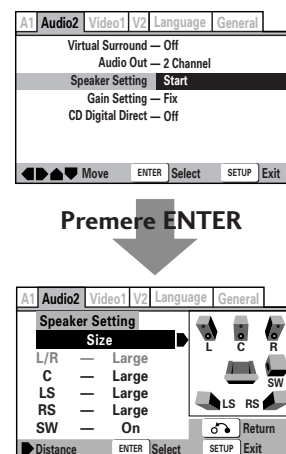 A1 Audio2 Video1 V2 Language General
Virtual Surround — Off
Audio Out — 2 Channel
Speaker Setting Start
Gain Setting — Fix
CD Digital Direct — Off
Move ENTER Select SETUP Exit
Premere ENTER
A1 Audio2 Video1 V2 Language General
Speaker Setting
Size
L/R — Large
C — Large
LS — Large
RS — Large
SW — On
L C R
SW
LS RS
Return
Distance ENTER Select SETUP Exit